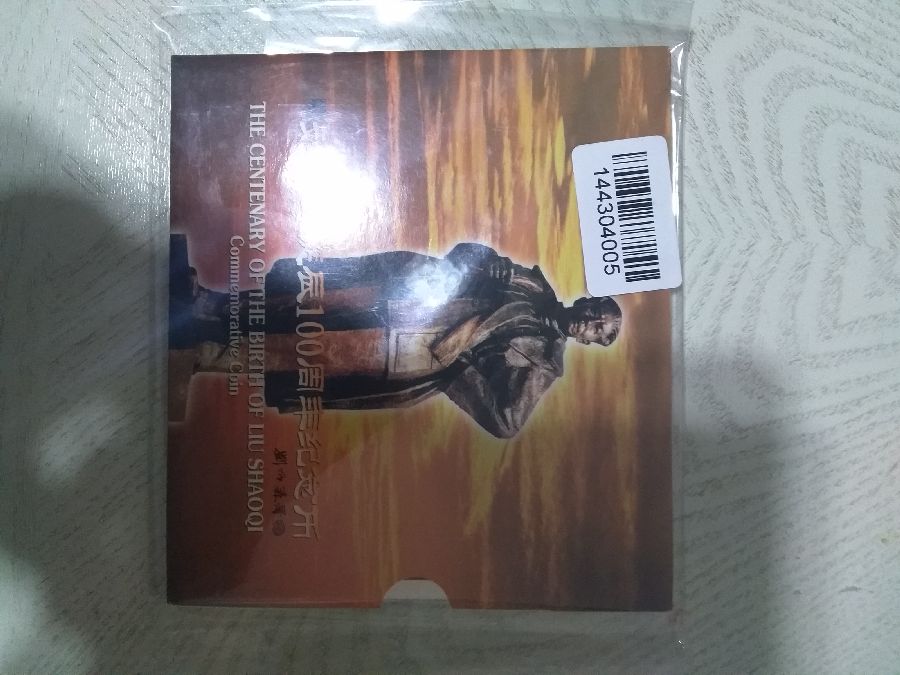 辰100周年纪念币
THE CENTENARY OF THE BIRTH OF LIU SHAOQI
Commemorative Coin
144304005